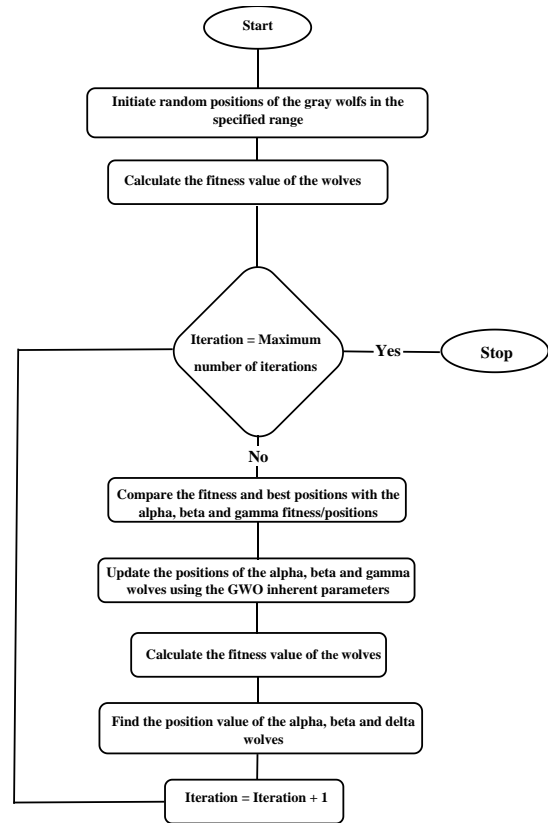 Start
Initiate random positions of the gray wolfs in the
specified range
Calculate the fitness value of the wolves
Iteration = Maximum
number of iterations
Yes
Stop
No
Compare the fitness and best positions with the
alpha, beta and gamma fitness/positions
Update the positions of the alpha, beta and gamma
wolves using the GWO inherent parameters
Calculate the fitness value of the wolves
Find the position value of the alpha, beta and delta
wolves
Iteration = Iteration + 1